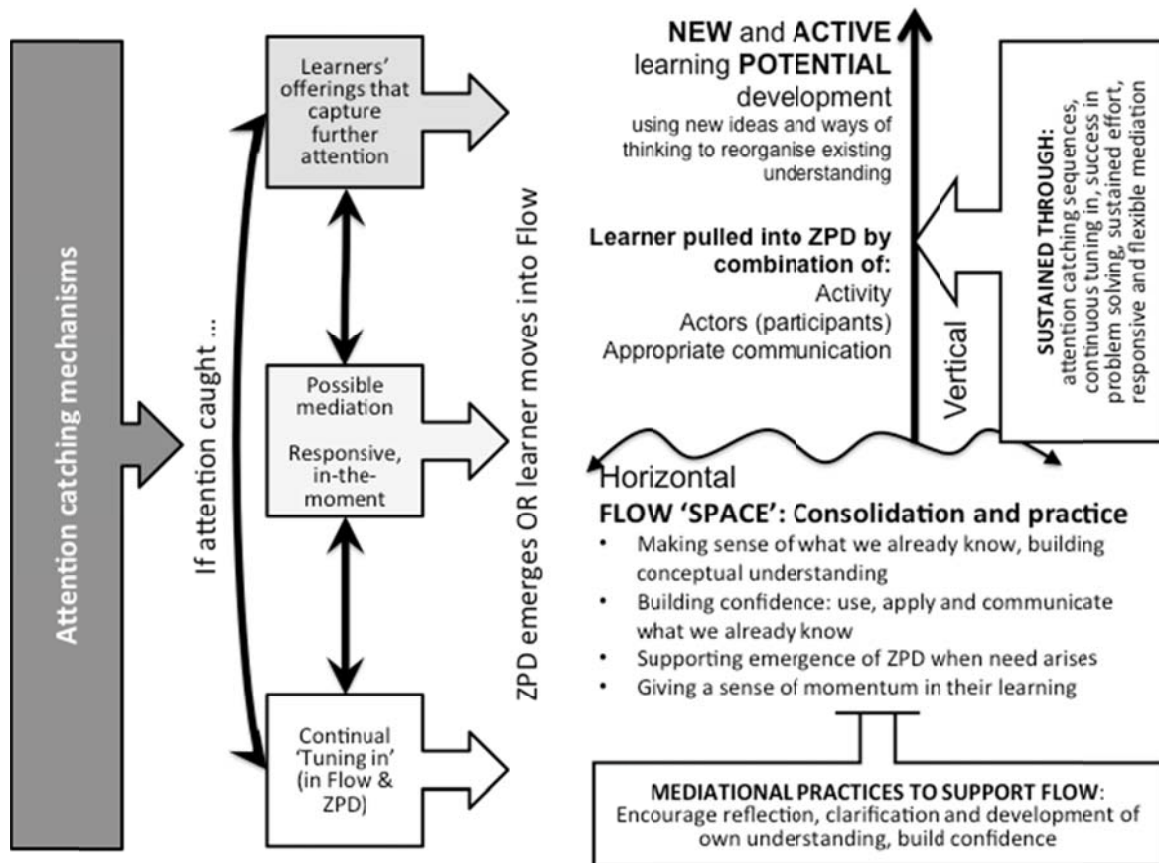 Attention catching mechanisms
If attention caught ...
Learners'
offerings that
capture
further
attention
Possible
mediation
Responsive,
in-the-
moment
Continual
'Tuning in'
(in Flow &
ZPD)
ZPD emerges OR learner moves into Flow
NEW and ACTIVE
learning POTENTIAL
development
using new ideas and ways of
thinking to reorganise existing
understanding
Learner pulled into ZPD by
combination of:
Activity
Actors (participants)
Appropriate communication
Vertical
SUSTAINED THROUGH:
attention catching sequences,
continuous tuning in, success in
problem solving, sustained effort,
responsive and flexible mediation
Horizontal
FLOW 'SPACE': Consolidation and practice
• Making sense of what we already know, building
conceptual understanding
• Building confidence: use, apply and communicate
what we already know
• Supporting emergence of ZPD when need arises
• Giving a sense of momentum in their learning
MEDIATIONAL PRACTICES TO SUPPORT FLOW:
Encourage reflection, clarification and development of
own understanding, build confidence